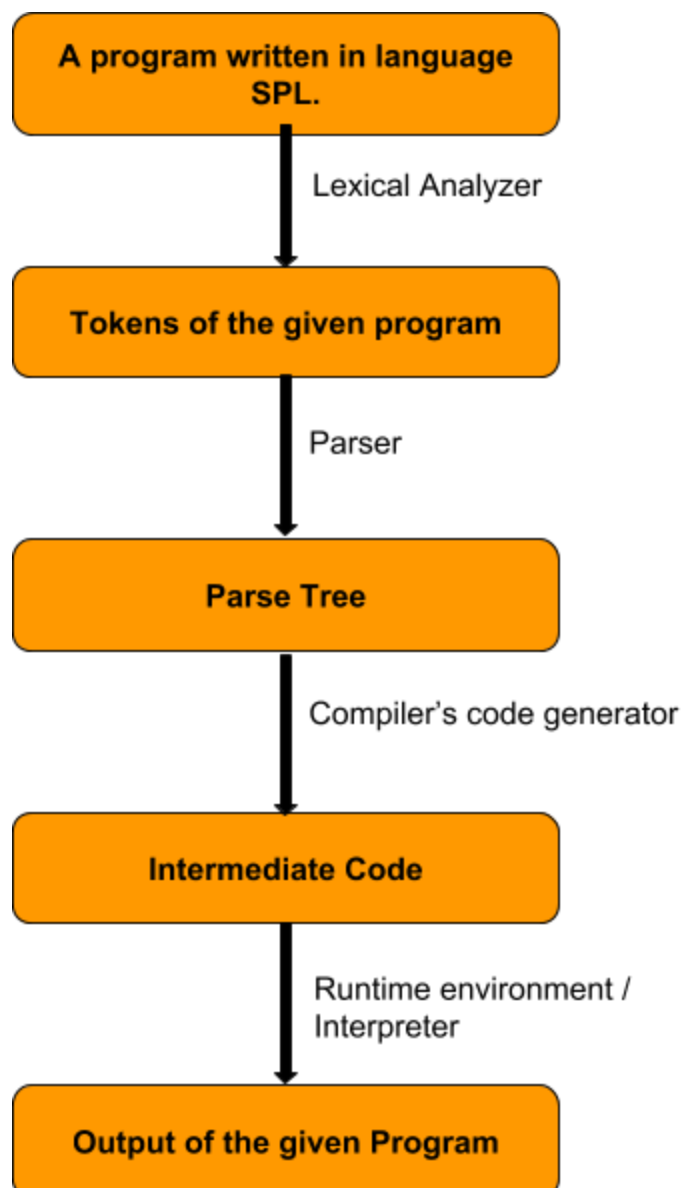 A program written in language
SPL.
Lexical Analyzer
Tokens of the given program
Parser
Parse Tree
Compiler’s code generator
Intermediate Code
Runtime environment /
Interpreter
Output of the given Program